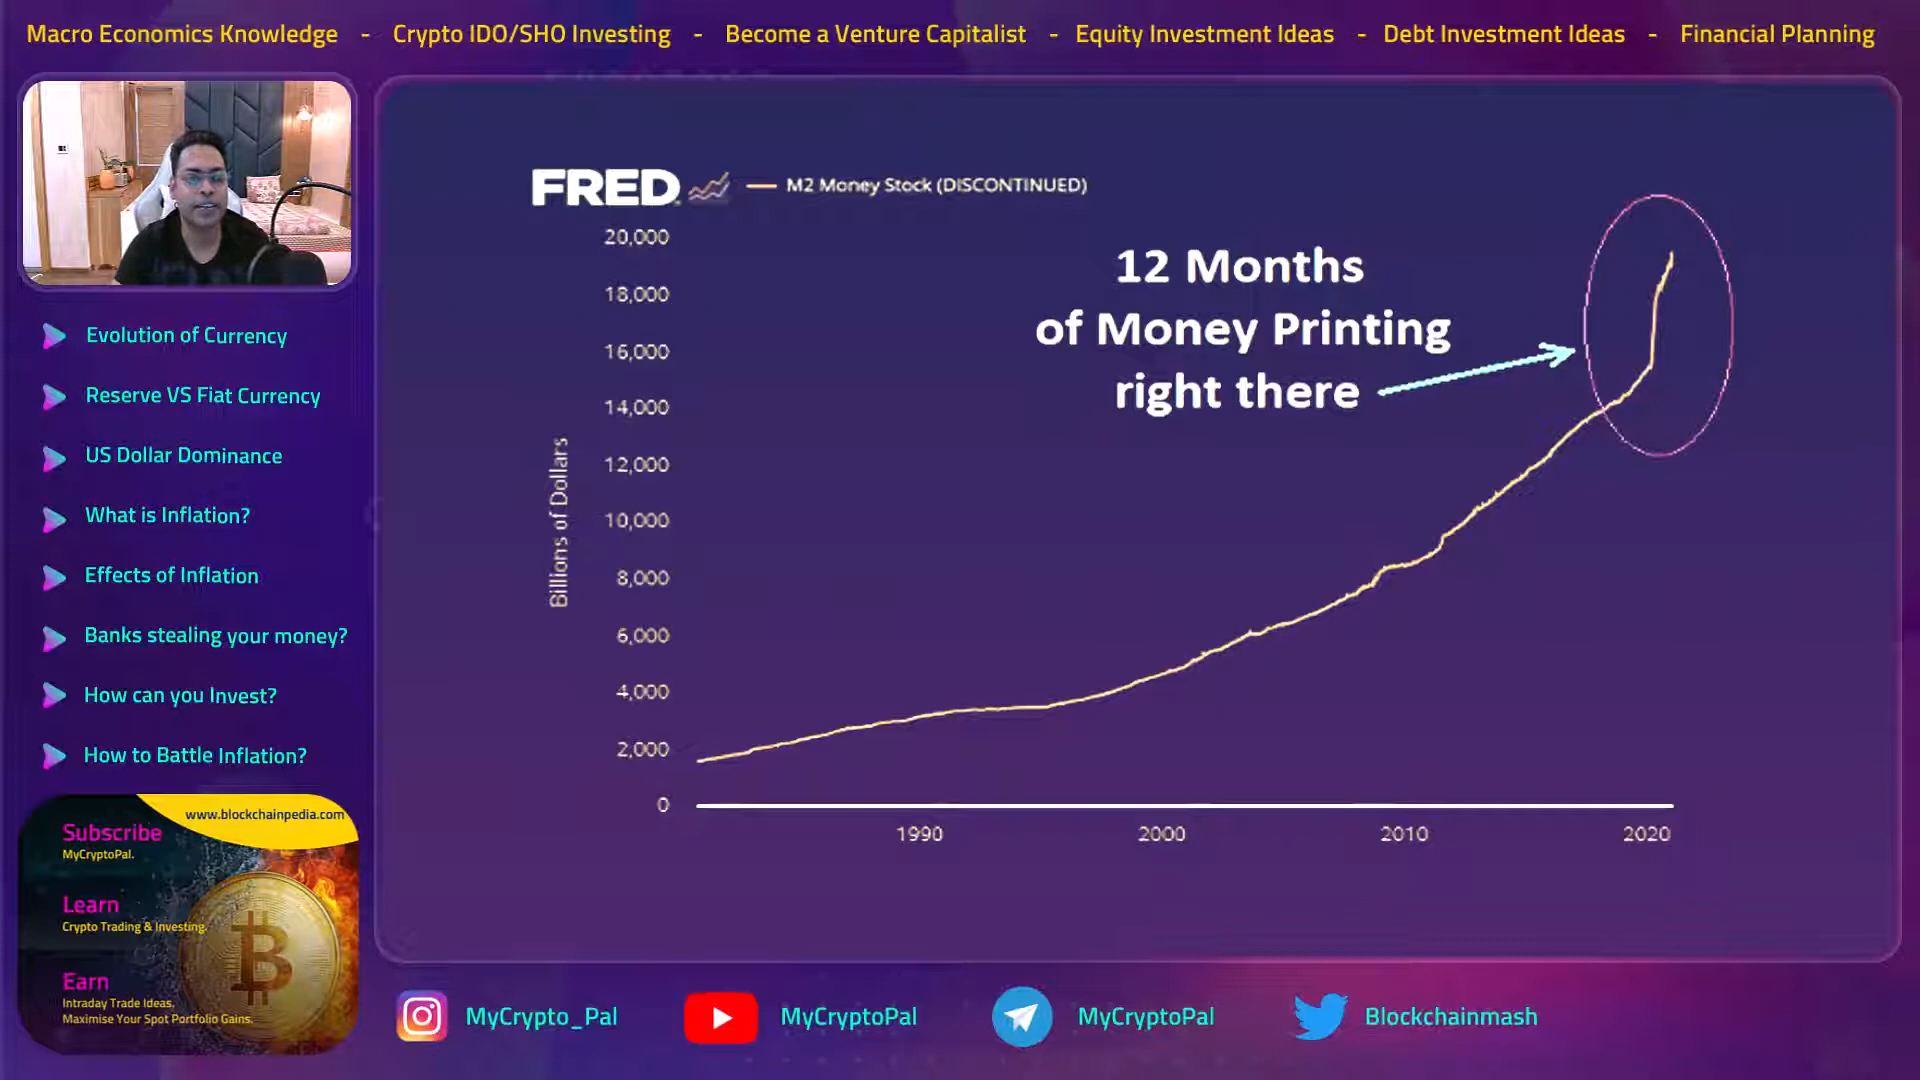 Macro Economics Knowledge - Crypto IDO/SHO Investing - Become a Venture Capitalist - Equity Investment Ideas - Debt Investment Ideas - Financial Planning
Evolution of Currency
Reserve VS Fiat Currency
US Dollar Dominance
What is Inflation?
Effects of Inflation
Banks stealing your money?
How can you Invest?
How to Battle Inflation?
www.blockchainpedia.com
Subscribe
MyCryptoPal.
Learn
Crypto Trading & Investing.
Earn
Intraday Trade Ideas.
Maximise Your Spot Portfolio Gains.
FRED. M2 Money Stock (DISCONTINUED)
12 Months
of Money Printing
right there
Billions of Dollars
20,000
18,000
16,000
14,000
12,000
10,000
8,000
6,000
4,000
2,000
0
1990 2000 2010 2020
MyCrypto_Pal MyCryptoPal MyCryptoPal Blockchainmash